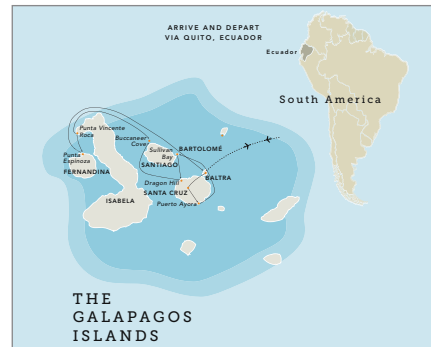 ARRIVE AND DEPART
VIA QUITO, ECUADOR
Ecuador
South America
Punta Vincente
Roca
Buccaneer
Cove
Sullivan
Bay
BARTOLOMÉ
Punta
Espinoza
SANTIAGO
FERNANDINA
Dragon Hill
BALTRA
SANTA CRUZ
ISABELA
Puerto Ayora
THE
GALAPAGOS
ISLANDS